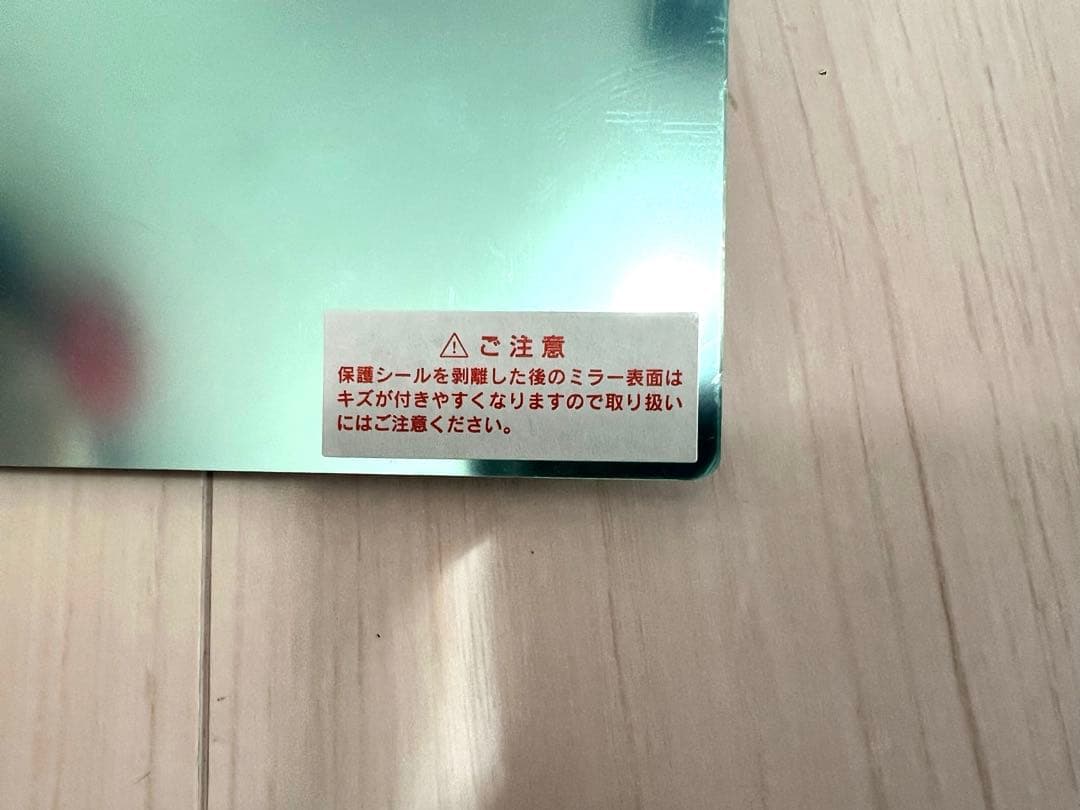 ⚠ご注意
保護シールを剥離した後のミラー表面は
キズが付きやすくなりますので取り扱い
にはご注意ください。